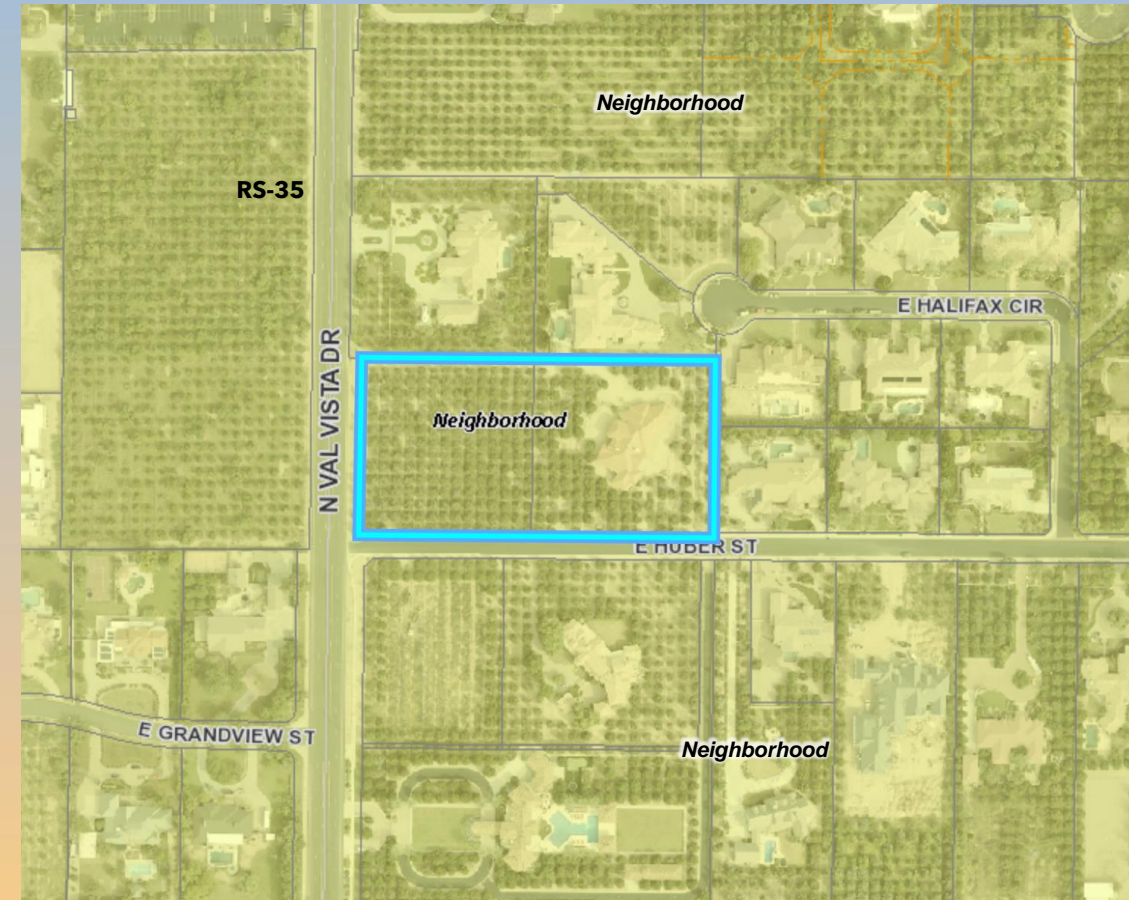 Neighborhood
RS-35
E HALIFAX CIR
N VAL VISTA DR
Neighborhood
E HUBER ST
E GRANDVIEW ST
Neighborhood